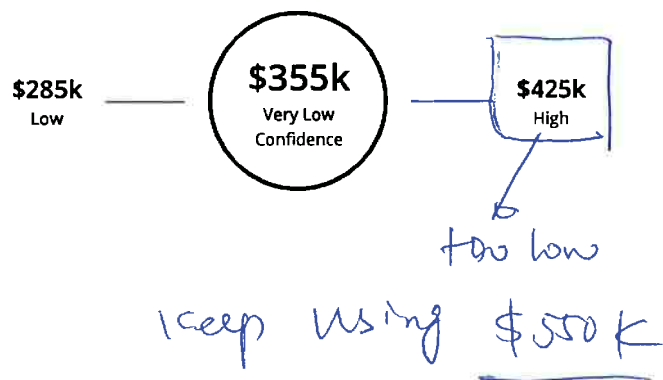 $285k
Low
$355k
Very Low
Confidence
$425k
High
too low
Keep Using $550K